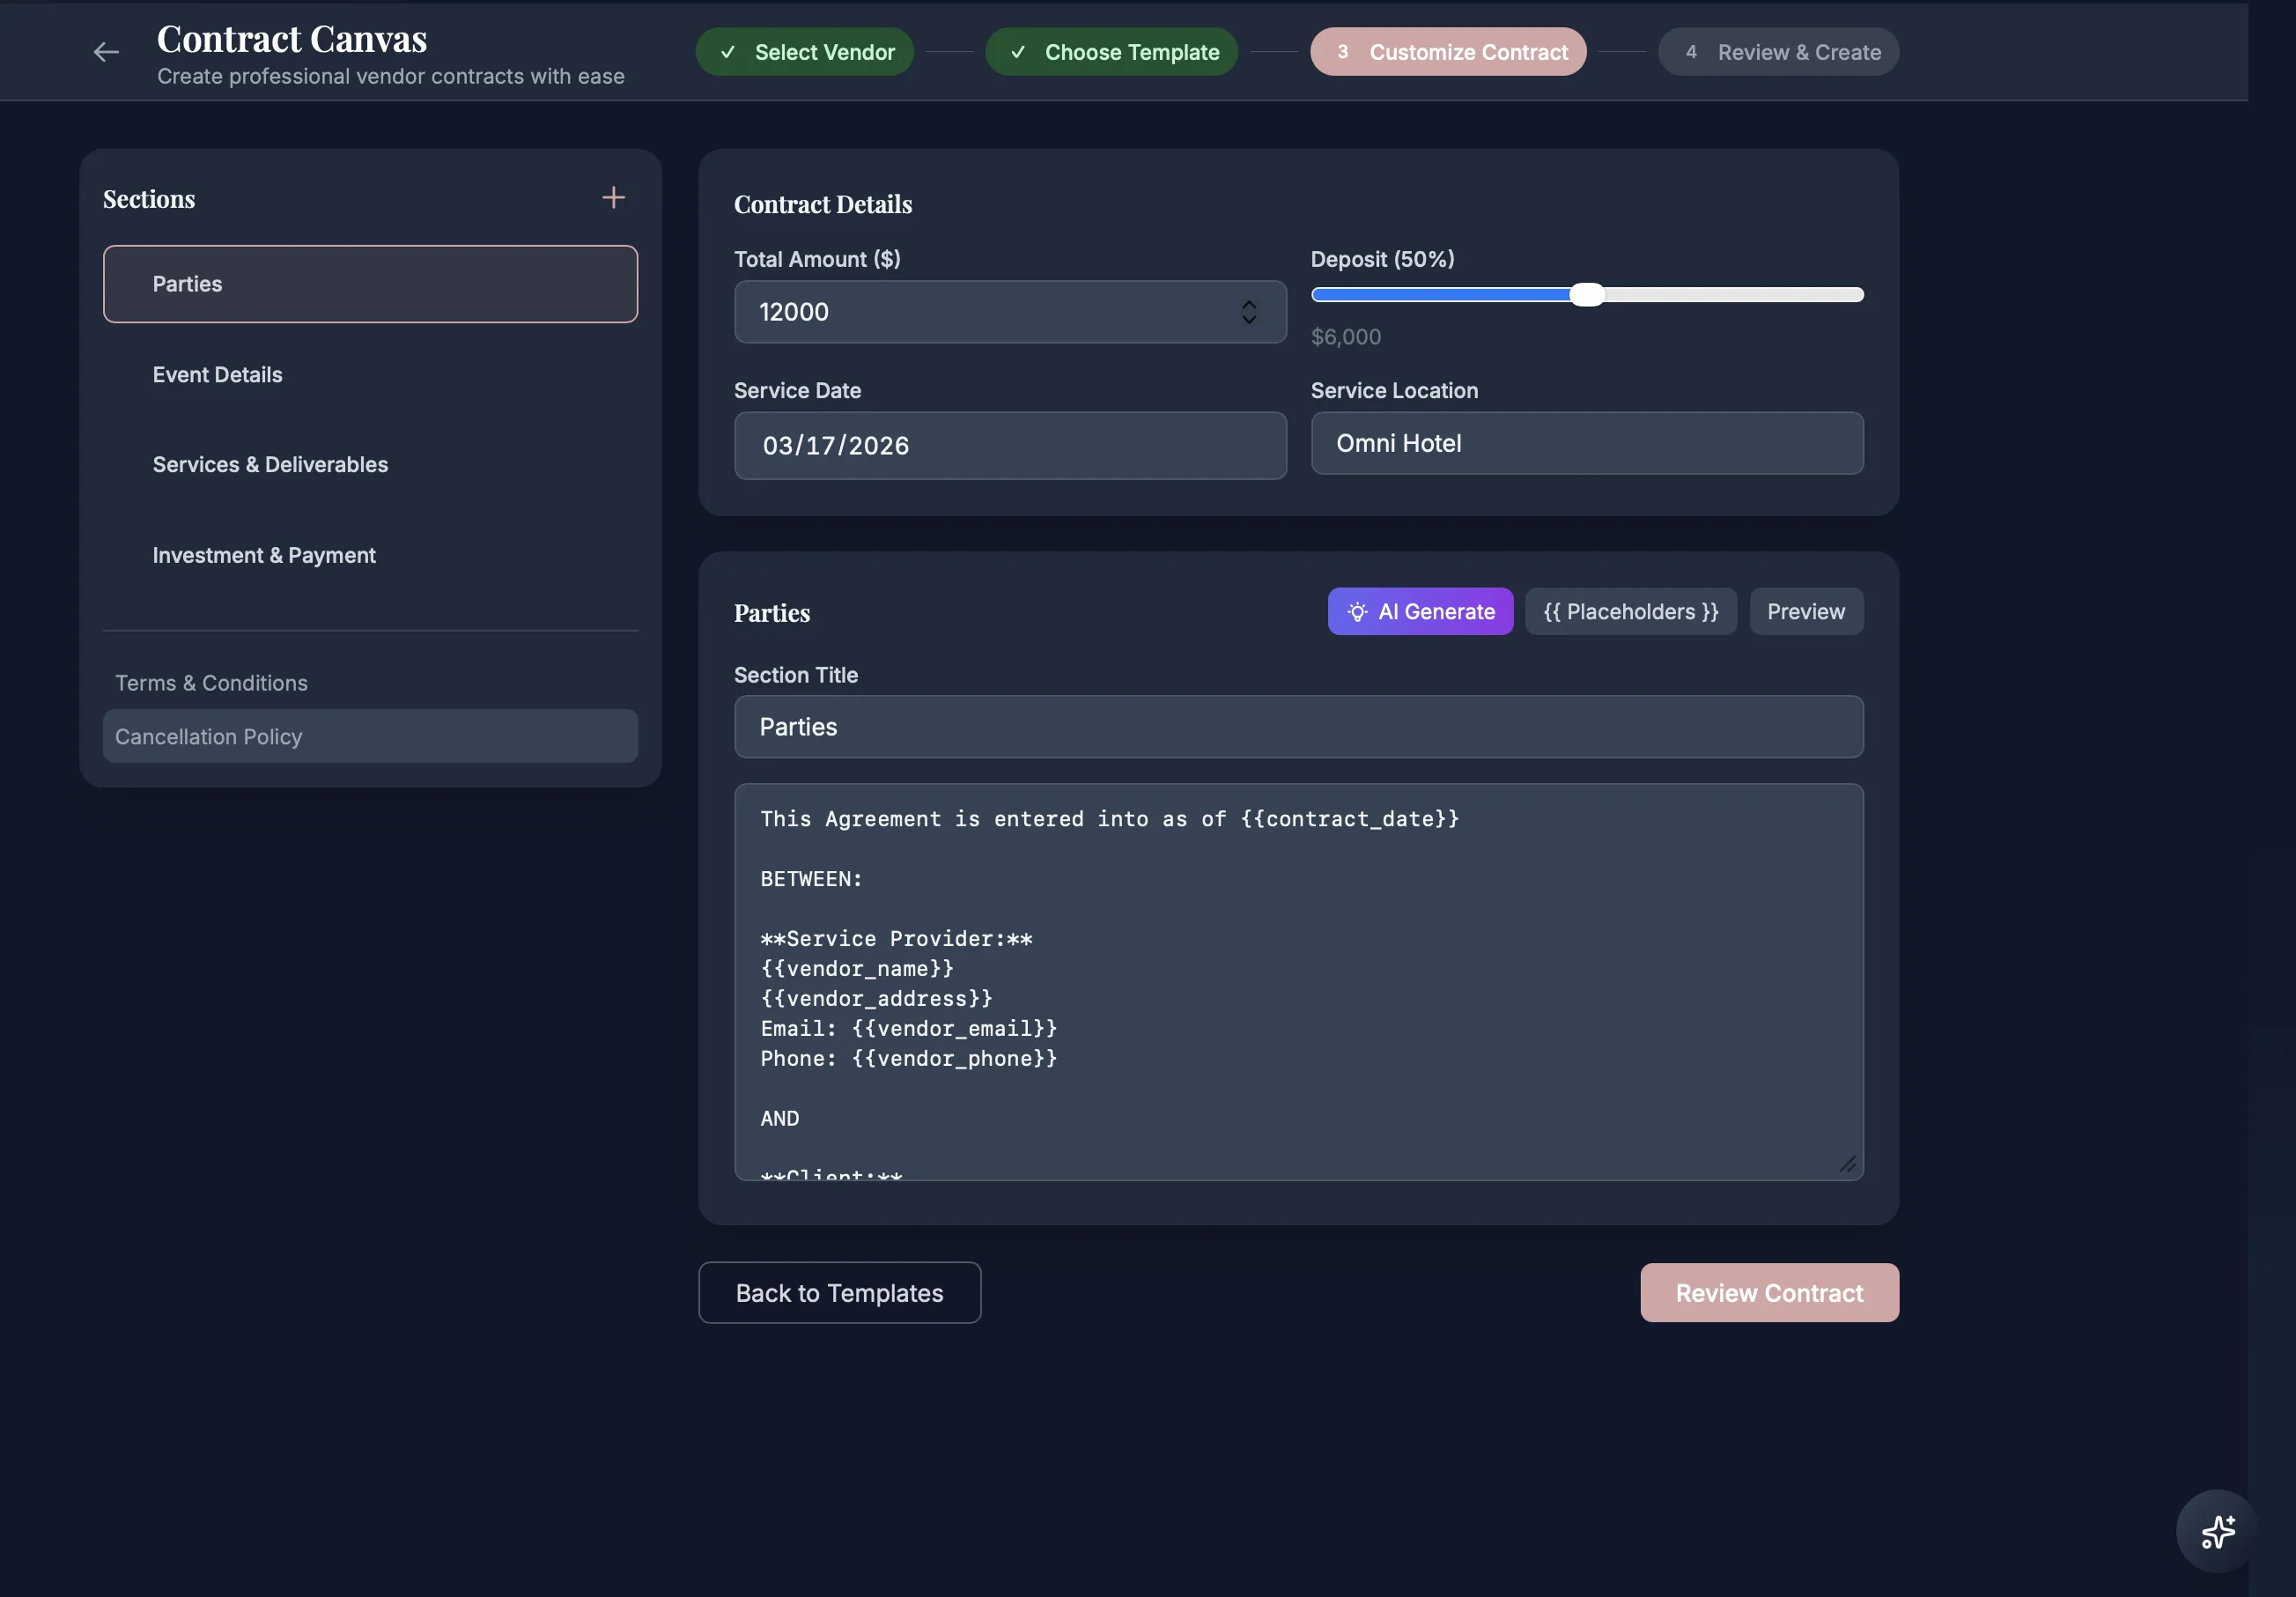 Contract Canvas
Create professional vendor contracts with ease
✓ Select Vendor
✓ Choose Template
3 Customize Contract
4 Review & Create
Sections
Parties
Event Details
Services & Deliverables
Investment & Payment
Terms & Conditions
Cancellation Policy
Contract Details
Total Amount ($)
12000
Deposit (50%)
$6,000
Service Date
03/17/2026
Service Location
Omni Hotel
Parties
AI Generate
{{ Placeholders }}
Preview
Section Title
Parties
This Agreement is entered into as of {{contract_date}}
BETWEEN:
**Service Provider:**
{{vendor_name}}
{{vendor_address}}
Email: {{vendor_email}}
Phone: {{vendor_phone}}
AND
**Client:**
Back to Templates
Review Contract